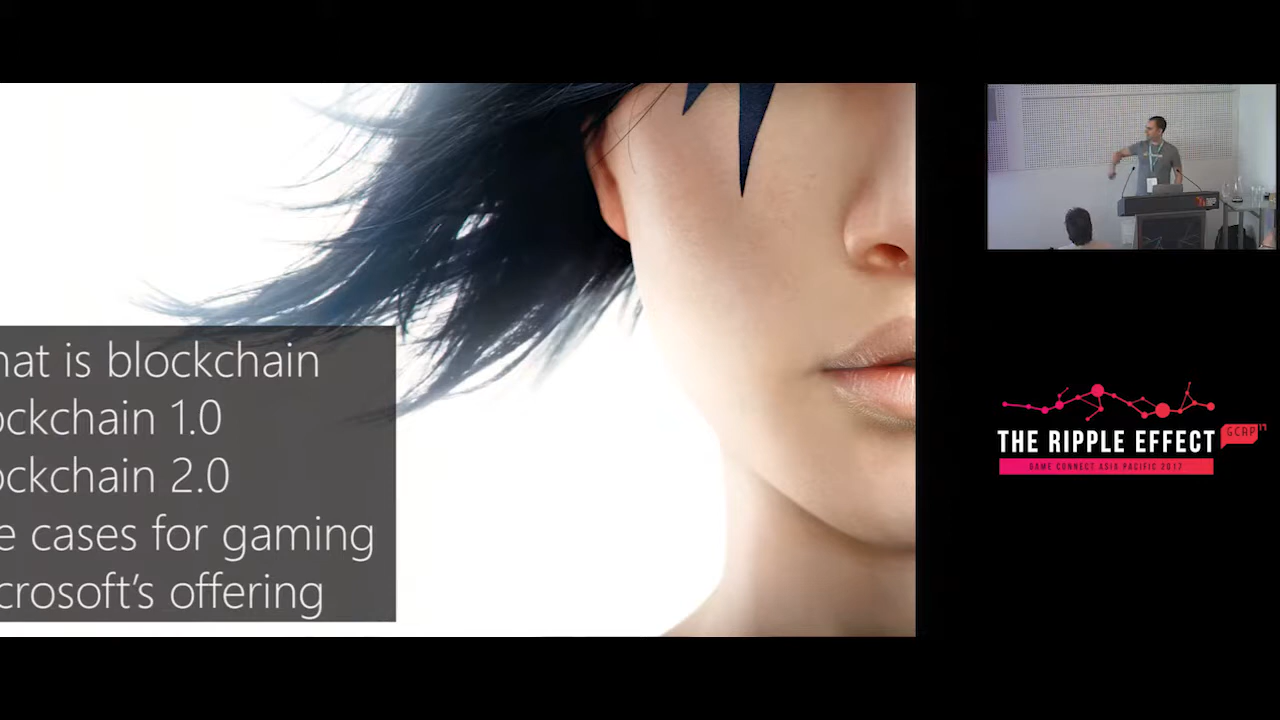 hat is blockchain
ockchain 1.0
ockchain 2.0
e cases for gaming
crosoft's offering
THE RIPPLE EFFECT
GCAP 17
GAME CONNECT ASIA PACIFIC 2017